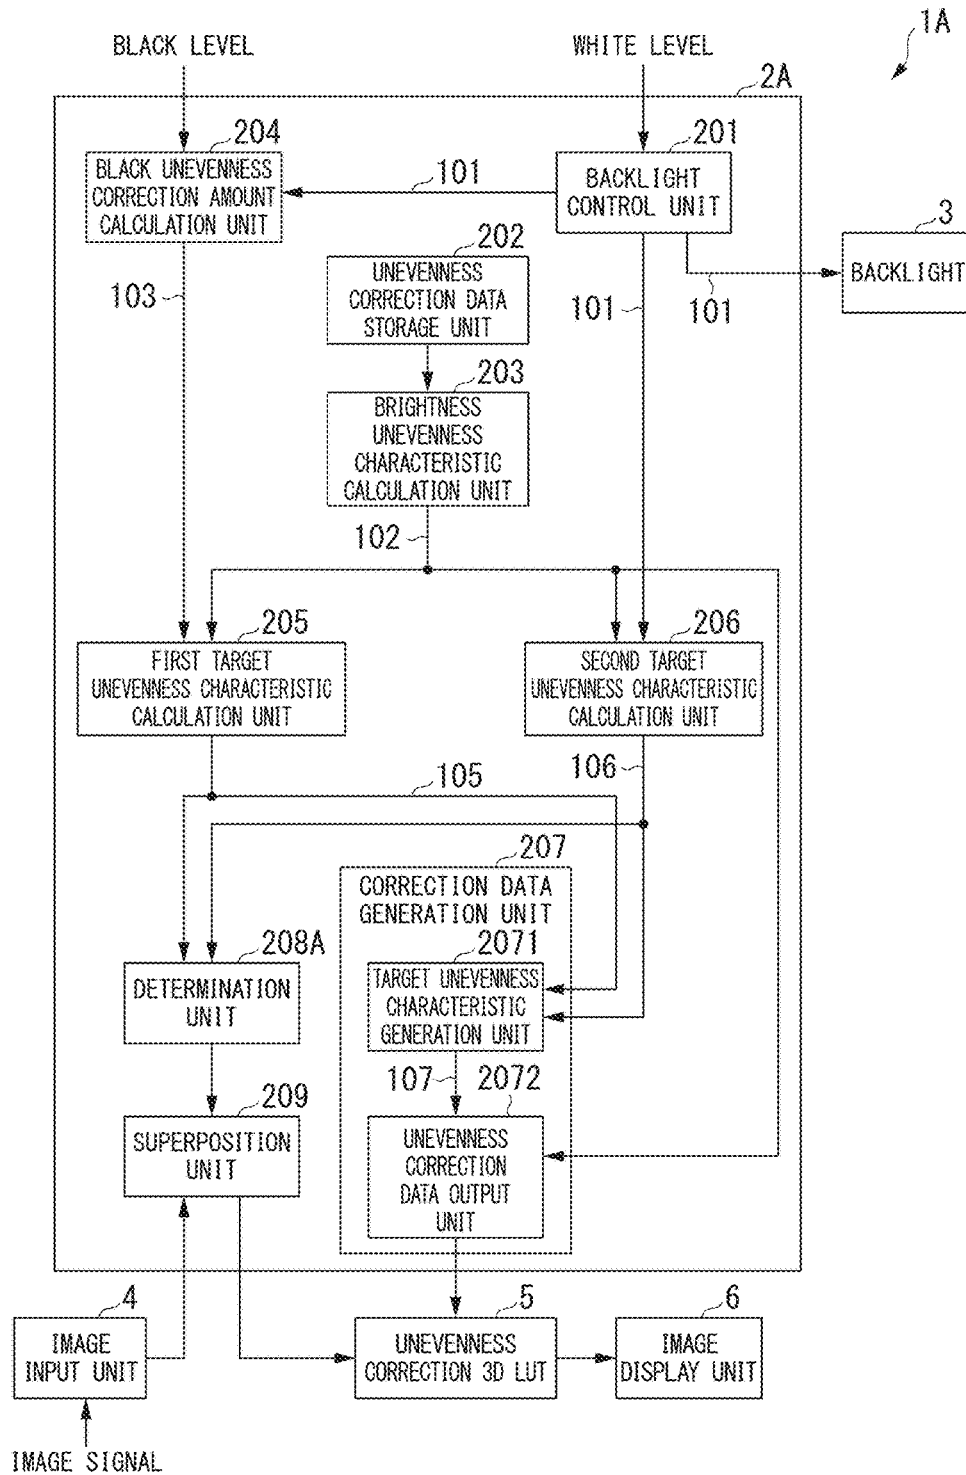 1A
BLACK LEVEL
WHITE LEVEL
2A
204
BLACK UNEVENNESS
CORRECTION AMOUNT
CALCULATION UNIT
101
201
BACKLIGHT
CONTROL UNIT
3
BACKLIGHT
101
101
103
202
UNEVENNESS
CORRECTION DATA
STORAGE UNIT
203
BRIGHTNESS
UNEVENNESS
CHARACTERISTIC
CALCULATION UNIT
102
205
FIRST TARGET
UNEVENNESS CHARACTERISTIC
CALCULATION UNIT
206
SECOND TARGET
UNEVENNESS CHARACTERISTIC
CALCULATION UNIT
105
106
207
CORRECTION DATA
GENERATION UNIT
208A
DETERMINATION
UNIT
2071
TARGET UNEVENNESS
CHARACTERISTIC
GENERATION UNIT
107
2072
UNEVENNESS
CORRECTION
DATA OUTPUT
UNIT
209
SUPERPOSITION
UNIT
4
IMAGE
INPUT UNIT
5
UNEVENNESS
CORRECTION 3D LUT
6
IMAGE
DISPLAY UNIT
IMAGE SIGNAL